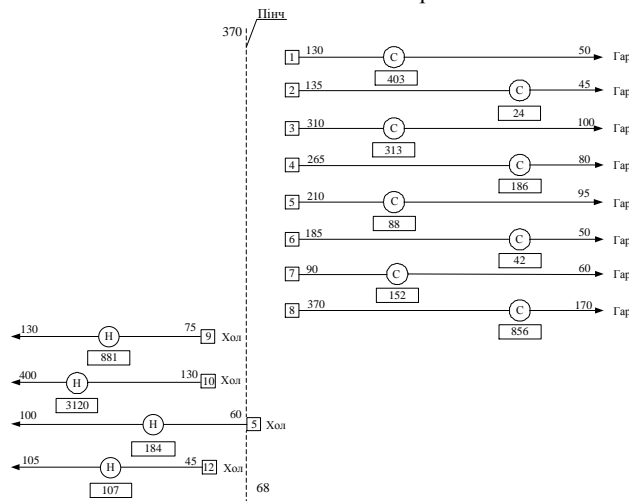 Пінч
370
1 130 С 50 Гар
403
2 135 С 45 Гар
24
3 310 С 100 Гар
313
4 265 С 80 Гар
186
5 210 С 95 Гар
88
6 185 С 50 Гар
42
7 90 С 60 Гар
152
8 370 С 170 Гар
856
130 Н 75 9 Хол
881
400 Н 130 10 Хол
3120
100 Н 60 5 Хол
184
105 Н 45 12 Хол
107
68